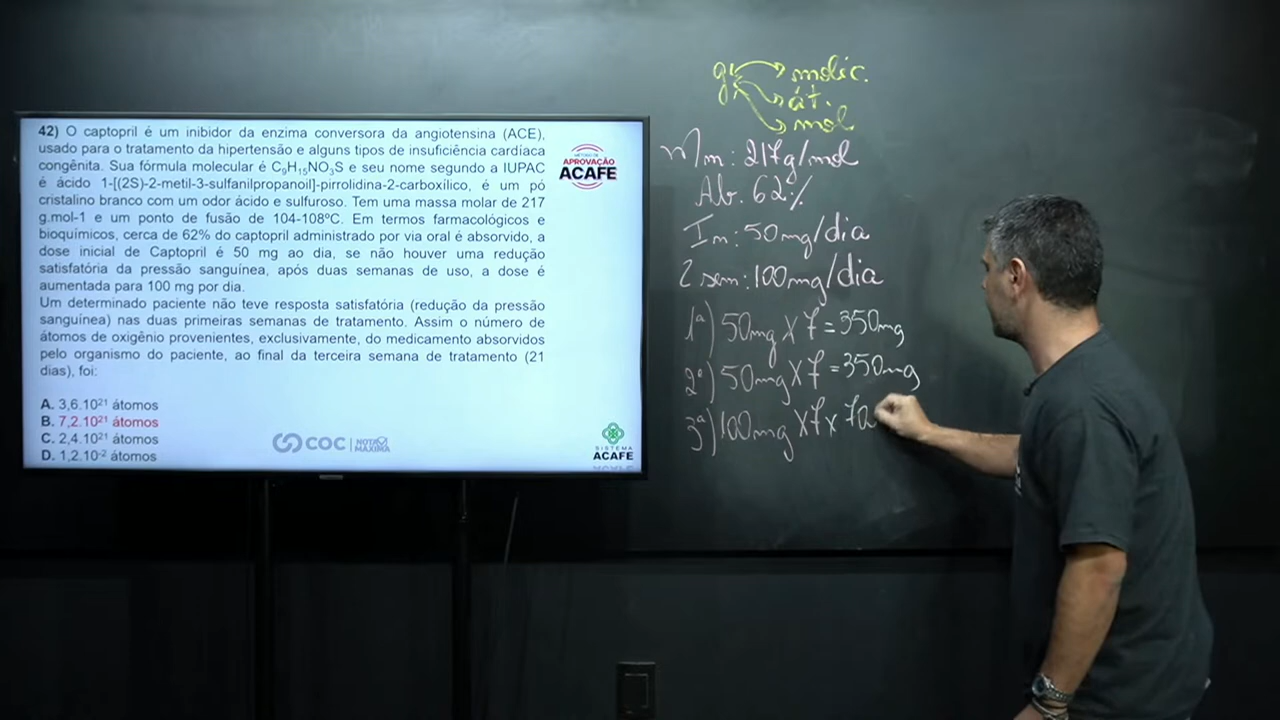 42) O captopril é um inibidor da enzima conversora da angiotensina (ACE),
usado para o tratamento da hipertensão e alguns tipos de insuficiência cardíaca
congênita. Sua fórmula molecular é C₉H₁₅NO₃S e seu nome segundo a IUPAC
é ácido 1-[(2S)-2-metil-3-sulfanilpropanoil]-pirrolidina-2-carboxílico, é um pó
cristalino branco com um odor ácido e sulfuroso. Tem uma massa molar de 217
g.mol-1 e um ponto de fusão de 104-108ºC. Em termos farmacológicos e
bioquímicos, cerca de 62% do captopril administrado por via oral é absorvido, a
dose inicial de Captopril é 50 mg ao dia, se não houver uma redução
satisfatória da pressão sanguínea, após duas semanas de uso, a dose é
aumentada para 100 mg por dia.
Um determinado paciente não teve resposta satisfatória (redução da pressão
sanguínea) nas duas primeiras semanas de tratamento. Assim o número de
átomos de oxigênio provenientes, exclusivamente, do medicamento absorvidos
pelo organismo do paciente, ao final da terceira semana de tratamento (21
dias), foi:
A. 3,6.10²¹ átomos
B. 7,2.10²¹ átomos
C. 2,4.10²¹ átomos
D. 1,2.10⁻² átomos
APROVAÇÃO
ACAFE
COC | NOTA MÁXIMA
SISTEMA
ACAFE
g moléc.
át.
mol
Mm: 217g/mol
Ab. 62%
In: 50mg/dia
2 sem: 100mg/dia
1ª) 50mg x 7 = 350mg
2ª) 50mg x 7 = 350mg
3ª) 100mg x 7 x 70